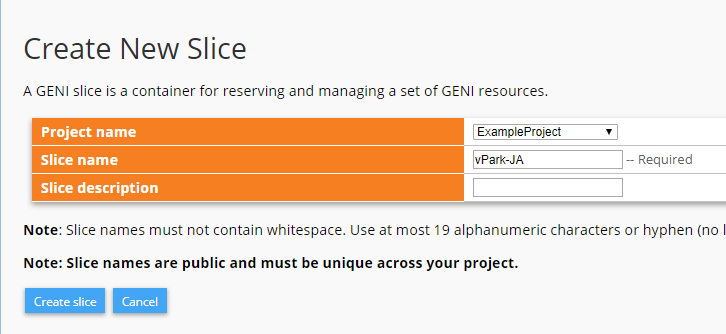 Create New Slice
A GENI slice is a container for reserving and managing a set of GENI resources.
Project name ExampleProject
Slice name vPark-JA -- Required
Slice description
Note: Slice names must not contain whitespace. Use at most 19 alphanumeric characters or hyphen (no
Note: Slice names are public and must be unique across your project.
Create slice Cancel